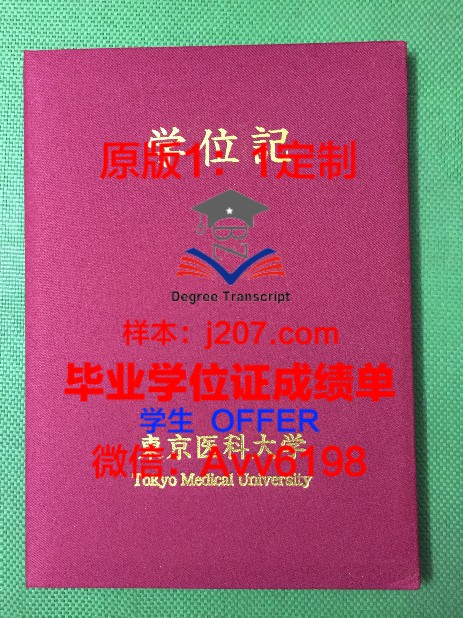 学位記
原版1：1定制
Degree Transcript
样本：j207.com
毕业学位证成绩单
学生 OFFER
東京医科大学
微信：Avv6198
Tokyo Medical University